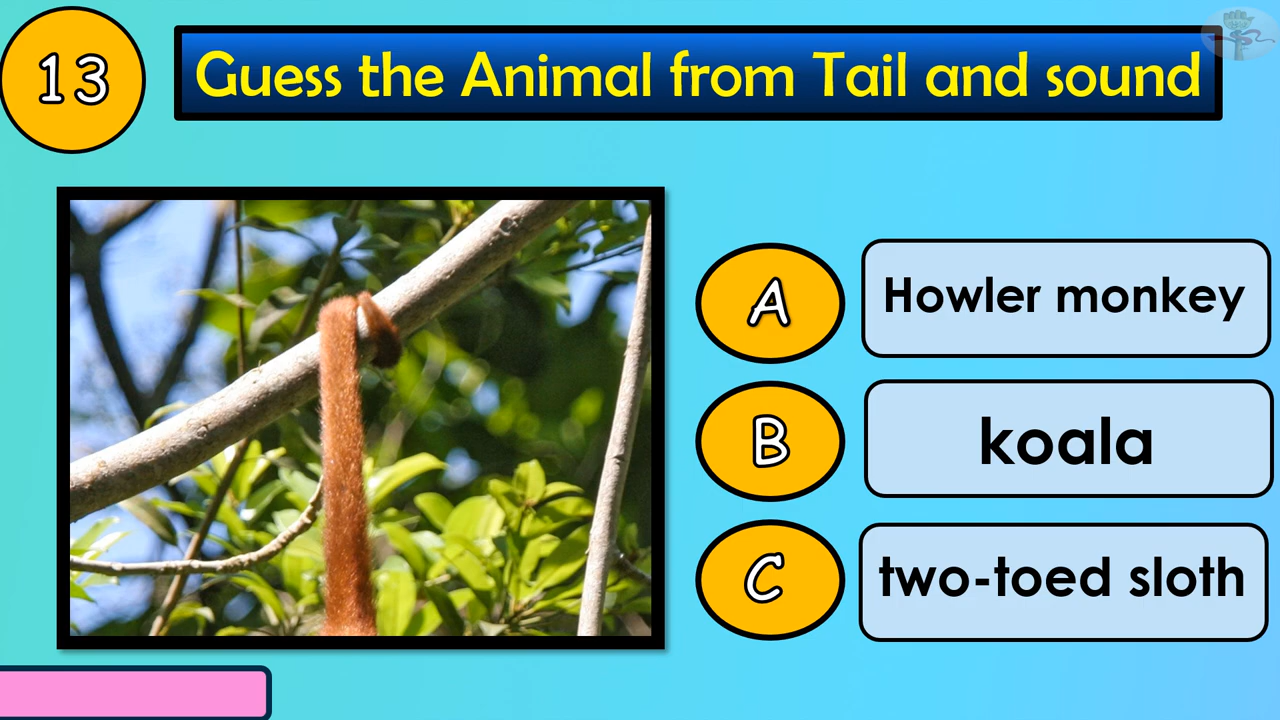 13
Guess the Animal from Tail and sound
A
Howler monkey
B
koala
C
two-toed sloth